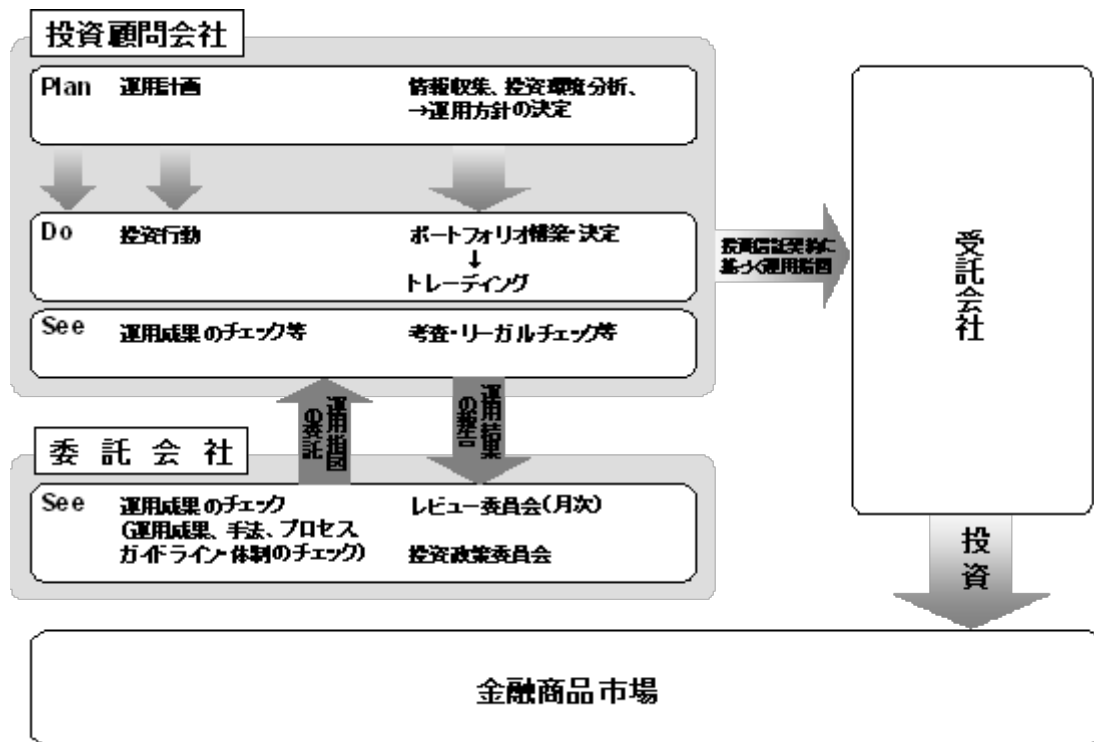 投資顧問会社
Plan 運用計画 情報収集、投資環境分析、
→運用方針の決定
Do 投資行動 ポートフォリオ構築・決定
↓
トレーディング
See 運用成果のチェック等 考査・リーガルチェック等
投資信託契約に
基づく運用指図
受託会社
運用指図
の委託
運用結果
の報告
委託会社
See 運用成果のチェック レビュー委員会(月次)
(運用成果、手法、プロセス
ガイドライン・体制のチェック) 投資政策委員会
投資
金融商品市場